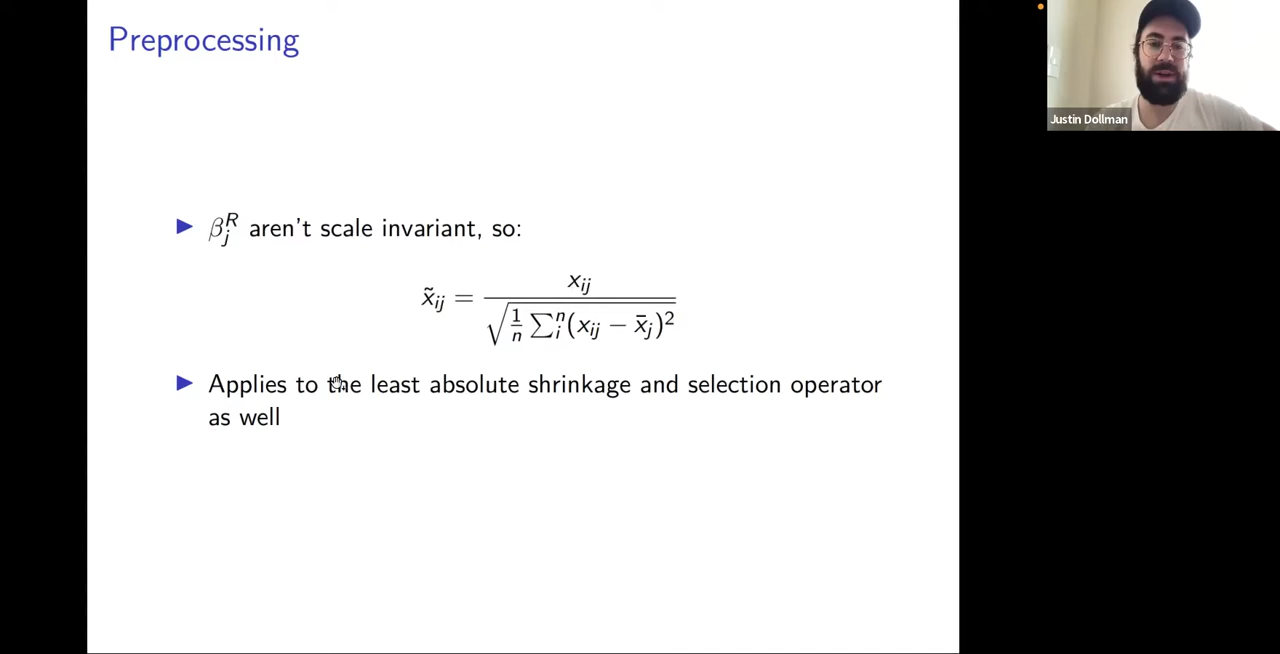 Preprocessing
Justin Dollman
▶ β_j^R aren't scale invariant, so:
x̃_ij = x_ij / √(1/n ∑_i^n (x_ij − x̄_j)²)
▶ Applies to the least absolute shrinkage and selection operator
as well